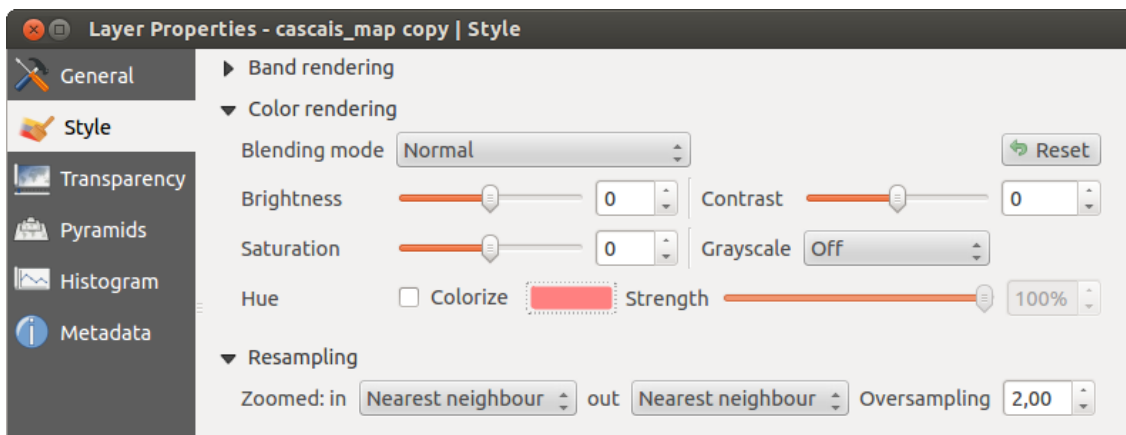 Layer Properties - cascais_map copy | Style
General
Style
Transparency
Pyramids
Histogram
Metadata
Band rendering
Color rendering
Blending mode Normal Reset
Brightness 0 Contrast 0
Saturation 0 Grayscale Off
Hue Colorize Strength 100%
Resampling
Zoomed: in Nearest neighbour out Nearest neighbour Oversampling 2,00